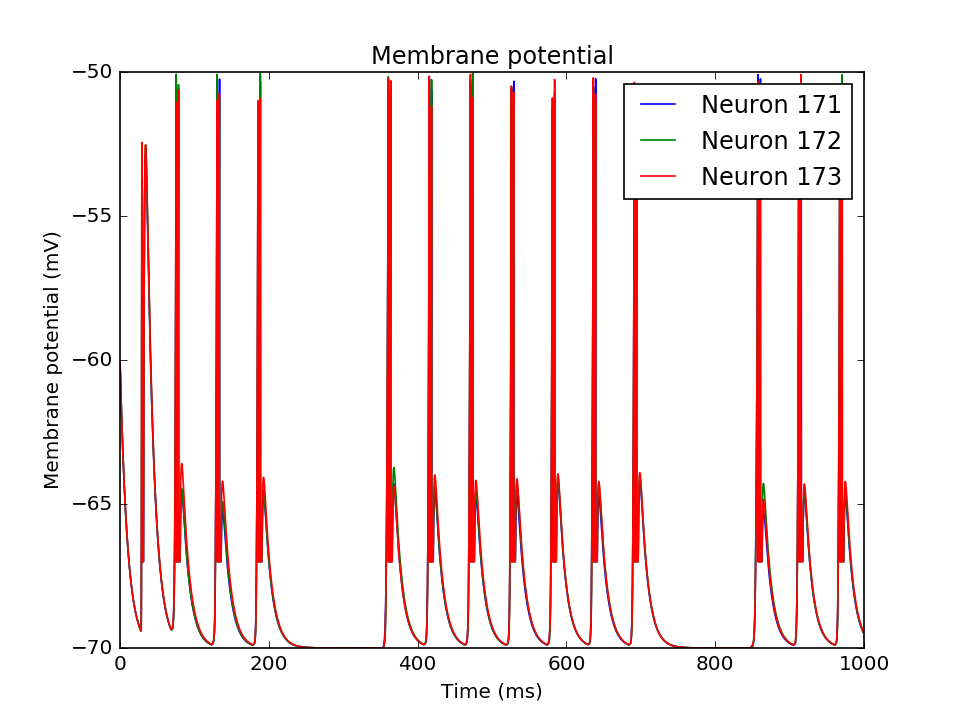 Membrane potential
−50
−55
−60
−65
−70
Membrane potential (mV)
Neuron 171
Neuron 172
Neuron 173
0
200
400
600
800
1000
Time (ms)